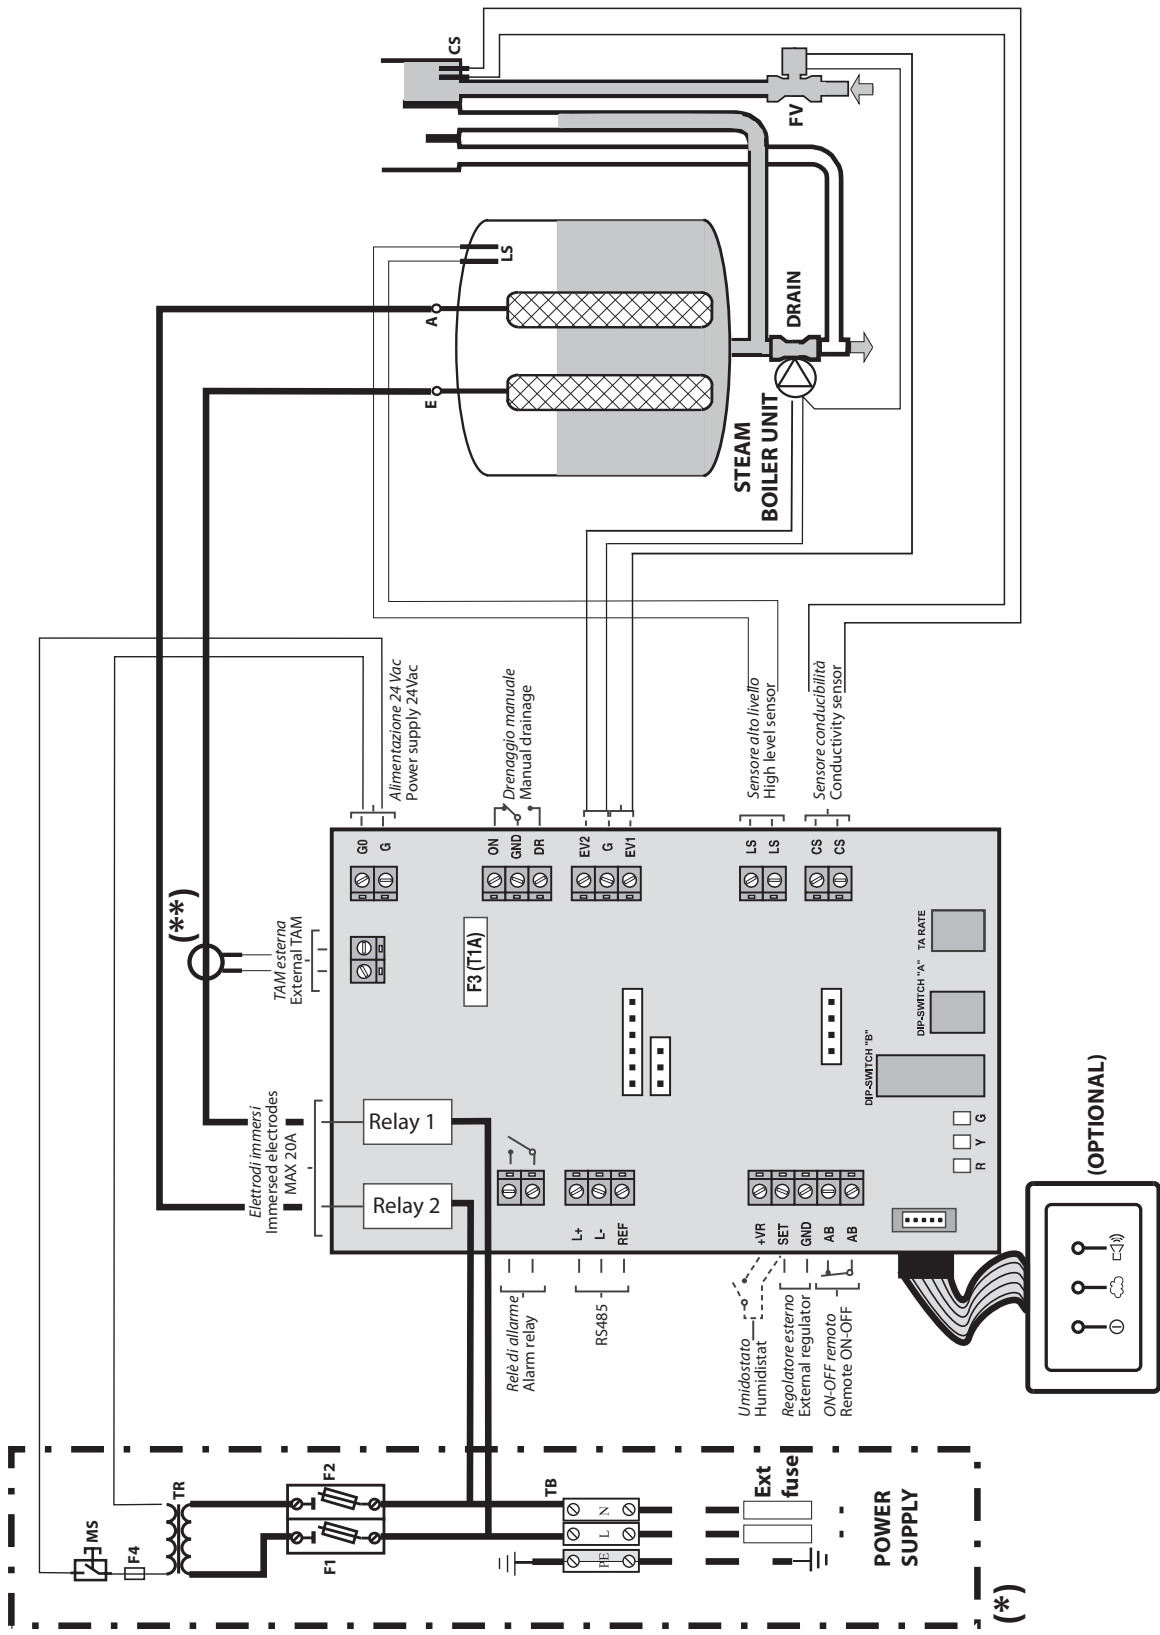 CS
FV
LS
A
E
DRAIN
STEAM
BOILER UNIT
Alimentazione 24 Vac
Power supply 24Vac
Drenaggio manuale
Manual drainage
Sensore alto livello
High level sensor
Sensore conducibilità
Conductivity sensor
G0
G
ON
GND
DR
EV2
G
EV1
LS
LS
CS
CS
(**)
TAM esterna
External TAM
F3 (T1A)
TA RATE
DIP-SWITCH "A"
DIP-SWITCH "B"
Elettrodi immersi
Immersed electrodes
MAX 20A
Relay 1
Relay 2
R
Y
G
L+
L-
REF
+VR
SET
GND
AB
AB
Relè di allarme
Alarm relay
RS485
Umidostato
Humidistat
Regolatore esterno
External regulator
ON-OFF remoto
Remote ON-OFF
(OPTIONAL)
MS
F4
TR
F2
F1
TB
N
L
PE
Ext
fuse
POWER
SUPPLY
(*)